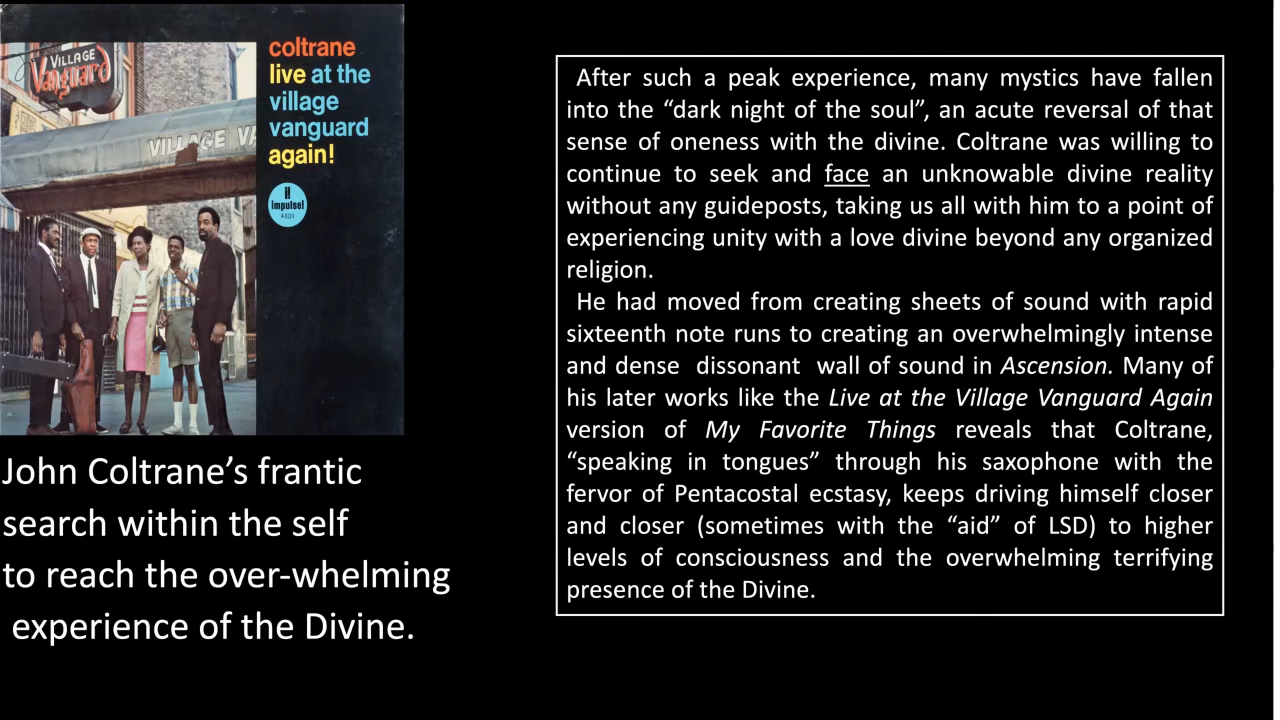 VILLAGE
Vanguard
VILLAGE VA
coltrane
live at the
village
vanguard
again!
impulse!
A-9124
After such a peak experience, many mystics have fallen
into the “dark night of the soul”, an acute reversal of that
sense of oneness with the divine. Coltrane was willing to
continue to seek and face an unknowable divine reality
without any guideposts, taking us all with him to a point of
experiencing unity with a love divine beyond any organized
religion.
He had moved from creating sheets of sound with rapid
sixteenth note runs to creating an overwhelmingly intense
and dense dissonant wall of sound in Ascension. Many of
his later works like the Live at the Village Vanguard Again
version of My Favorite Things reveals that Coltrane,
“speaking in tongues” through his saxophone with the
fervor of Pentacostal ecstasy, keeps driving himself closer
and closer (sometimes with the “aid” of LSD) to higher
levels of consciousness and the overwhelming terrifying
presence of the Divine.
John Coltrane’s frantic
search within the self
to reach the over-whelming
experience of the Divine.